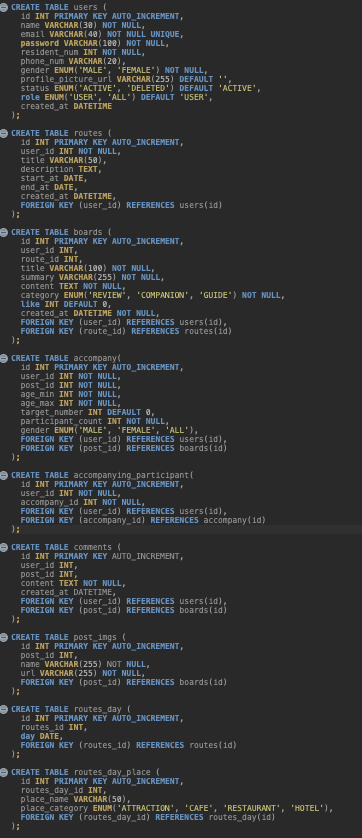 CREATE TABLE users (
id INT PRIMARY KEY AUTO_INCREMENT,
name VARCHAR(30) NOT NULL,
email VARCHAR(40) NOT NULL UNIQUE,
password VARCHAR(100) NOT NULL,
resident_num INT NOT NULL,
phone_num VARCHAR(20),
gender ENUM('MALE', 'FEMALE') NOT NULL,
profile_picture_url VARCHAR(255) DEFAULT '',
status ENUM('ACTIVE', 'DELETED') DEFAULT 'ACTIVE',
role ENUM('USER', 'ALL') DEFAULT 'USER',
created_at DATETIME
);
CREATE TABLE routes (
id INT PRIMARY KEY AUTO_INCREMENT,
user_id INT NOT NULL,
title VARCHAR(50),
description TEXT,
start_at DATE,
end_at DATE,
created_at DATETIME,
FOREIGN KEY (user_id) REFERENCES users(id)
);
CREATE TABLE boards (
id INT PRIMARY KEY AUTO_INCREMENT,
user_id INT,
route_id INT,
title VARCHAR(100) NOT NULL,
summary VARCHAR(255) NOT NULL,
content TEXT NOT NULL,
category ENUM('REVIEW', 'COMPANION', 'GUIDE') NOT NULL,
like INT DEFAULT 0,
created_at DATETIME NOT NULL,
FOREIGN KEY (user_id) REFERENCES users(id),
FOREIGN KEY (route_id) REFERENCES routes(id)
);
CREATE TABLE accompany(
id INT PRIMARY KEY AUTO_INCREMENT,
user_id INT NOT NULL,
post_id INT NOT NULL,
age_min INT NOT NULL,
age_max INT NOT NULL,
target_number INT DEFAULT 0,
participant_count INT NOT NULL,
gender ENUM('MALE', 'FEMALE', 'ALL'),
FOREIGN KEY (user_id) REFERENCES users(id),
FOREIGN KEY (post_id) REFERENCES boards(id)
);
CREATE TABLE accompanying_participant(
id INT PRIMARY KEY AUTO_INCREMENT,
user_id INT NOT NULL,
accompany_id INT NOT NULL,
FOREIGN KEY (user_id) REFERENCES users(id),
FOREIGN KEY (accompany_id) REFERENCES accompany(id)
);
CREATE TABLE comments (
id INT PRIMARY KEY AUTO_INCREMENT,
user_id INT,
post_id INT,
content TEXT NOT NULL,
created_at DATETIME,
FOREIGN KEY (user_id) REFERENCES users(id),
FOREIGN KEY (post_id) REFERENCES boards(id)
);
CREATE TABLE post_imgs (
id INT PRIMARY KEY AUTO_INCREMENT,
post_id INT,
name VARCHAR(255) NOT NULL,
url VARCHAR(255) NOT NULL,
FOREIGN KEY (post_id) REFERENCES boards(id)
);
CREATE TABLE routes_day (
id INT PRIMARY KEY AUTO_INCREMENT,
routes_id INT,
day DATE,
FOREIGN KEY (routes_id) REFERENCES routes(id)
);
CREATE TABLE routes_day_place (
id INT PRIMARY KEY AUTO_INCREMENT,
routes_day_id INT,
place_name VARCHAR(50),
place_category ENUM('ATTRACTION', 'CAFE', 'RESTAURANT', 'HOTEL'),
FOREIGN KEY (routes_day_id) REFERENCES routes_day(id)
);